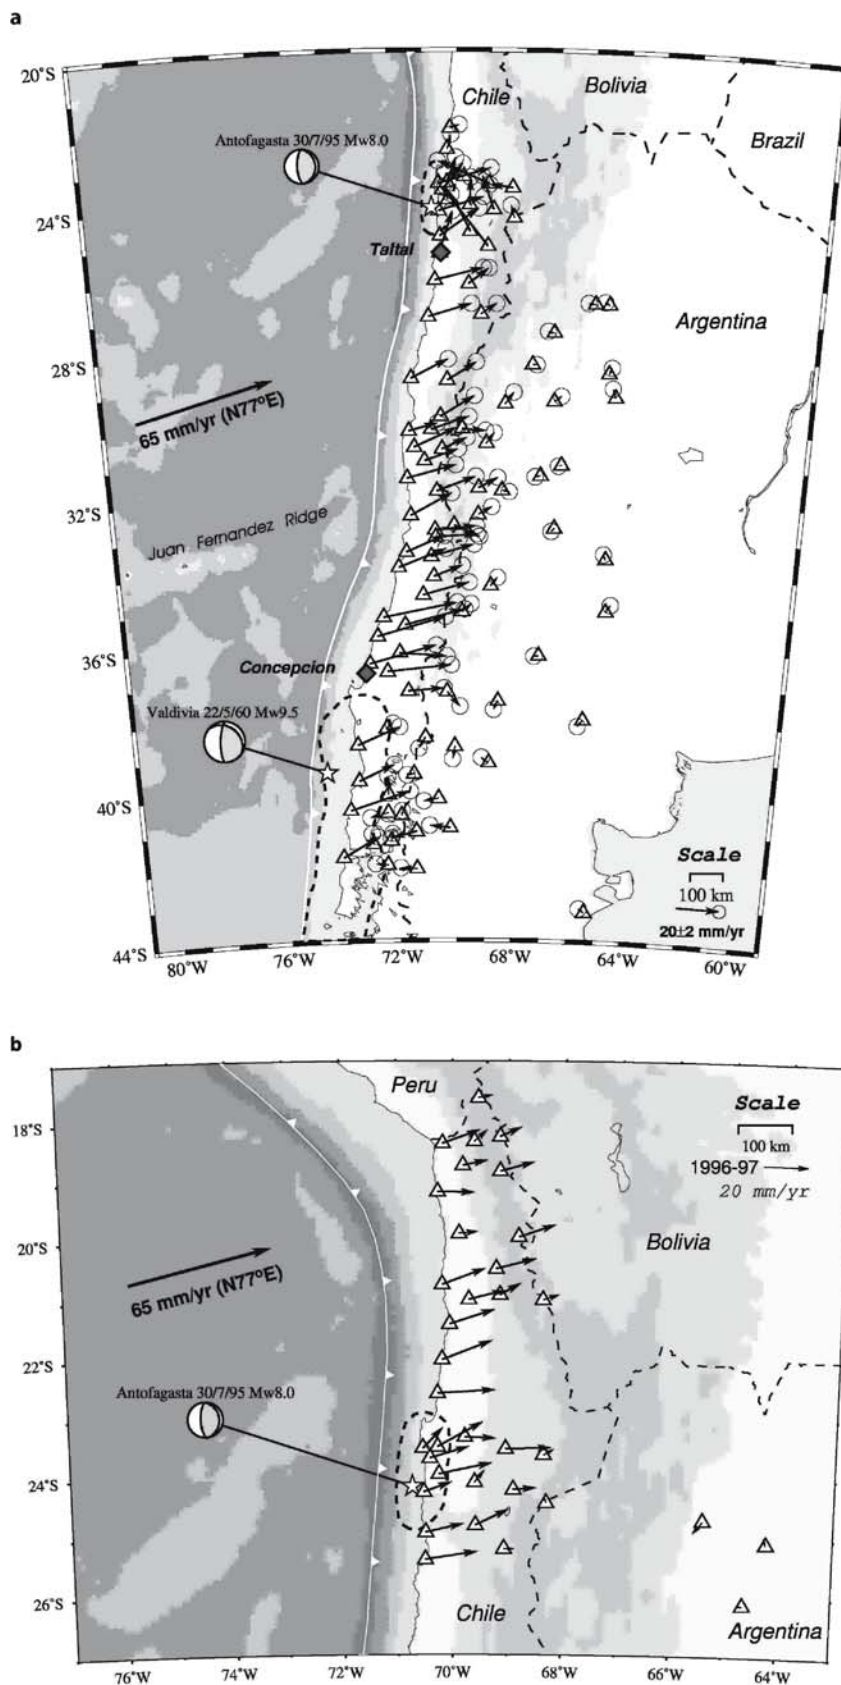 a
20°S
Chile
Bolivia
Brazil
Antofagasta 30/7/95 Mw8.0
24°S
Taltal
Argentina
28°S
65 mm/yr (N77°E)
32°S
Juan Fernandez Ridge
36°S
Concepcion
Valdivia 22/5/60 Mw9.5
40°S
Scale
100 km
20±2 mm/yr
44°S
80°W
76°W
72°W
68°W
64°W
60°W
b
Peru
Scale
18°S
100 km
1996-97
20 mm/yr
20°S
Bolivia
65 mm/yr (N77°E)
22°S
Antofagasta 30/7/95 Mw8.0
24°S
26°S
Chile
Argentina
76°W
74°W
72°W
70°W
68°W
66°W
64°W